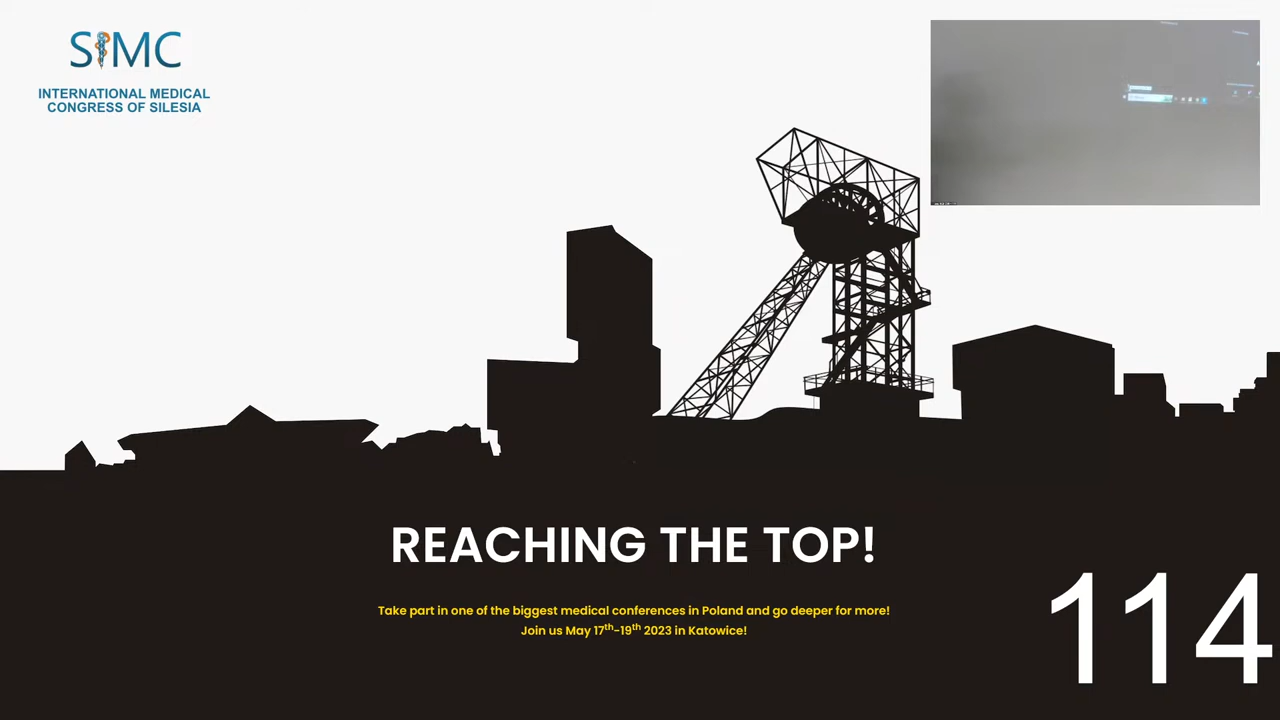 SIMC
INTERNATIONAL MEDICAL
CONGRESS OF SILESIA
REACHING THE TOP!
Take part in one of the biggest medical conferences in Poland and go deeper for more!
Join us May 17th-19th 2023 in Katowice!
114